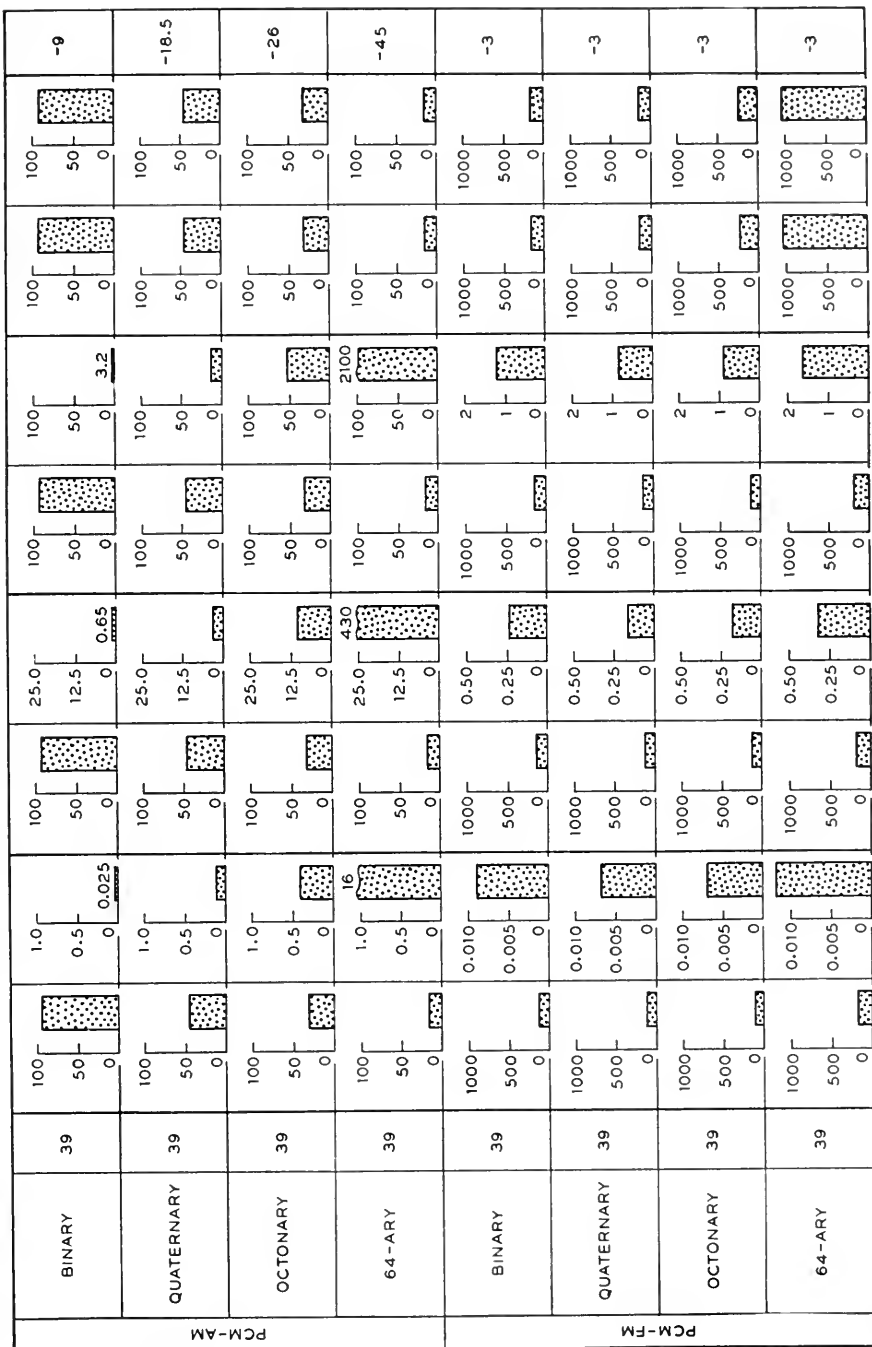 PCM-AM
BINARY 39 100 50 0 1.0 0.5 0 0.025 100 50 0 25.0 12.5 0 0.65 100 50 0 100 50 0 3.2 100 50 0 100 50 0 -9
QUATERNARY 39 100 50 0 1.0 0.5 0 100 50 0 25.0 12.5 0 100 50 0 100 50 0 100 50 0 100 50 0 -18.5
OCTONARY 39 100 50 0 1.0 0.5 0 100 50 0 25.0 12.5 0 100 50 0 100 50 0 100 50 0 100 50 0 -26
64-ARY 39 100 50 0 1.0 0.5 0 16 100 50 0 25.0 12.5 0 4.30 100 50 0 100 50 0 2100 100 50 0 100 50 0 -45
PCM-FM
BINARY 39 1000 500 0 0.010 0.005 0 1000 500 0 0.50 0.25 0 1000 500 0 2 1 0 1000 500 0 1000 500 0 -3
QUATERNARY 39 1000 500 0 0.010 0.005 0 1000 500 0 0.50 0.25 0 1000 500 0 2 1 0 1000 500 0 1000 500 0 -3
OCTONARY 39 1000 500 0 0.010 0.005 0 1000 500 0 0.50 0.25 0 1000 500 0 2 1 0 1000 500 0 1000 500 0 -3
64-ARY 39 1000 500 0 0.010 0.005 0 1000 500 0 0.50 0.25 0 1000 500 0 2 1 0 1000 500 0 1000 500 0 -3